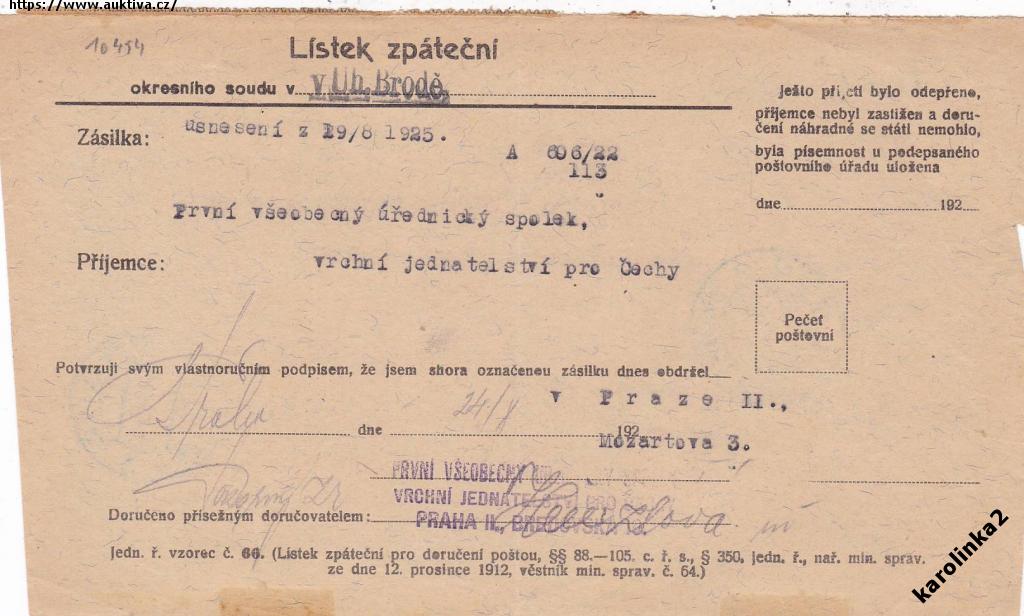 https://www.auktiva.cz/
10454
Lístek zpáteční
okresního soudu v Uh. Brodě,
Zásilka: usnesení z 19/8 1925.
A 606/22
113
První všeobecný úřednický spolek,
Příjemce: vrchní jednatelství pro Čechy
Ježto přijetí bylo odepřeno,
příjemce nebyl zastižen a doru-
čení náhradné se státi nemohlo,
byla písemnost u podepsaného
poštovního úřadu uložena
dne 192
Pečeť
poštovní
Potvrzuji svým vlastnoručním podpisem, že jsem shora označenou zásilku dnes obdržel
v Praze II.,
dne 24/8 192
Mozartova 3.
PRVNÍ VŠEOBECNÝ
VRCHNÍ JEDNATELSTVÍ PRO
PRAHA II.,
Doručeno přísežným doručovatelem:
Jedn. ř. vzorec č. 66. (Lístek zpáteční pro doručení poštou, §§ 88.—105. c. ř. s., § 350. jedn. ř., nař. min. sprav.
ze dne 12. prosince 1912, věstník min. sprav. č. 64.)
karolinka2